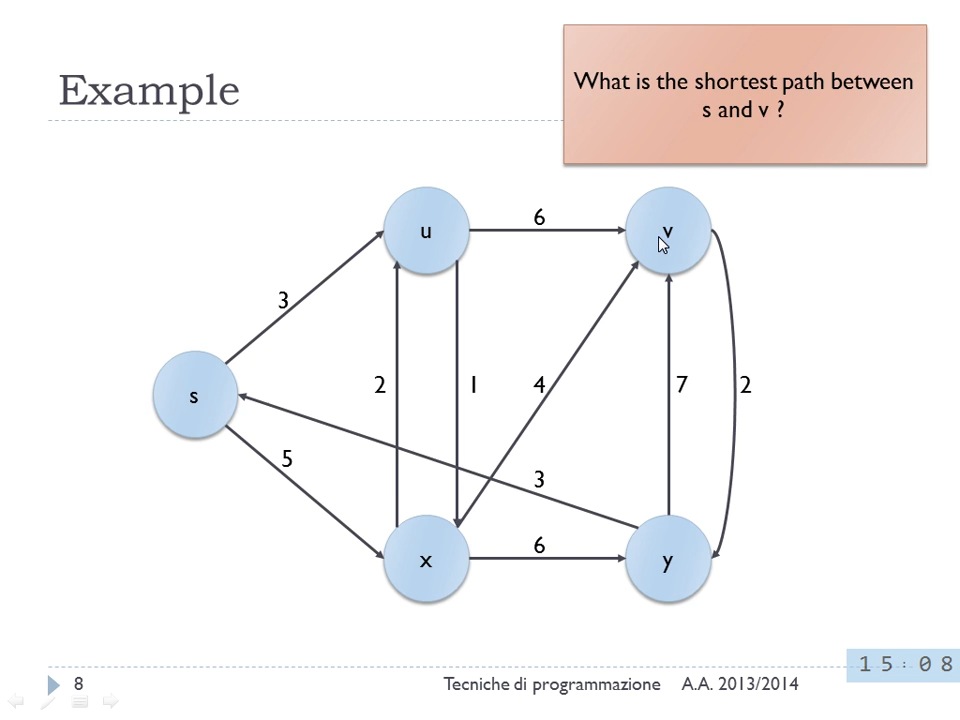 Example
What is the shortest path between
s and v ?
u
6
v
3
2
1
4
7
2
s
5
3
6
x
y
8
Tecniche di programmazione A.A. 2013/2014
15:08